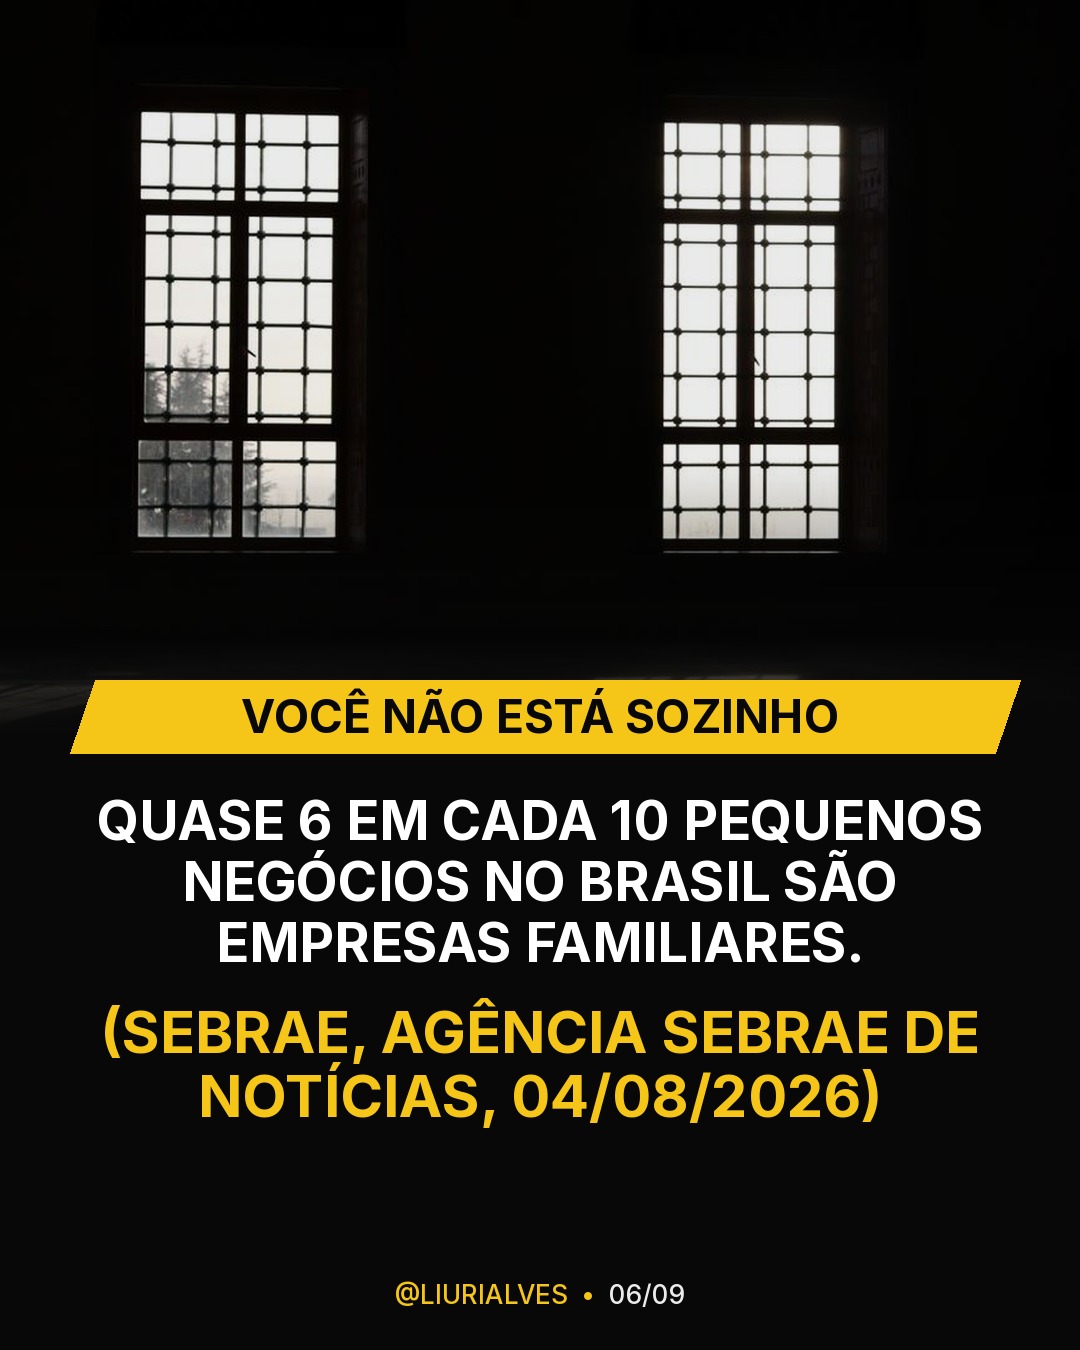 VOCÊ NÃO ESTÁ SOZINHO
QUASE 6 EM CADA 10 PEQUENOS
NEGÓCIOS NO BRASIL SÃO
EMPRESAS FAMILIARES.
(SEBRAE, AGÊNCIA SEBRAE DE
NOTÍCIAS, 04/08/2026)
@LIURIALVES • 06/09